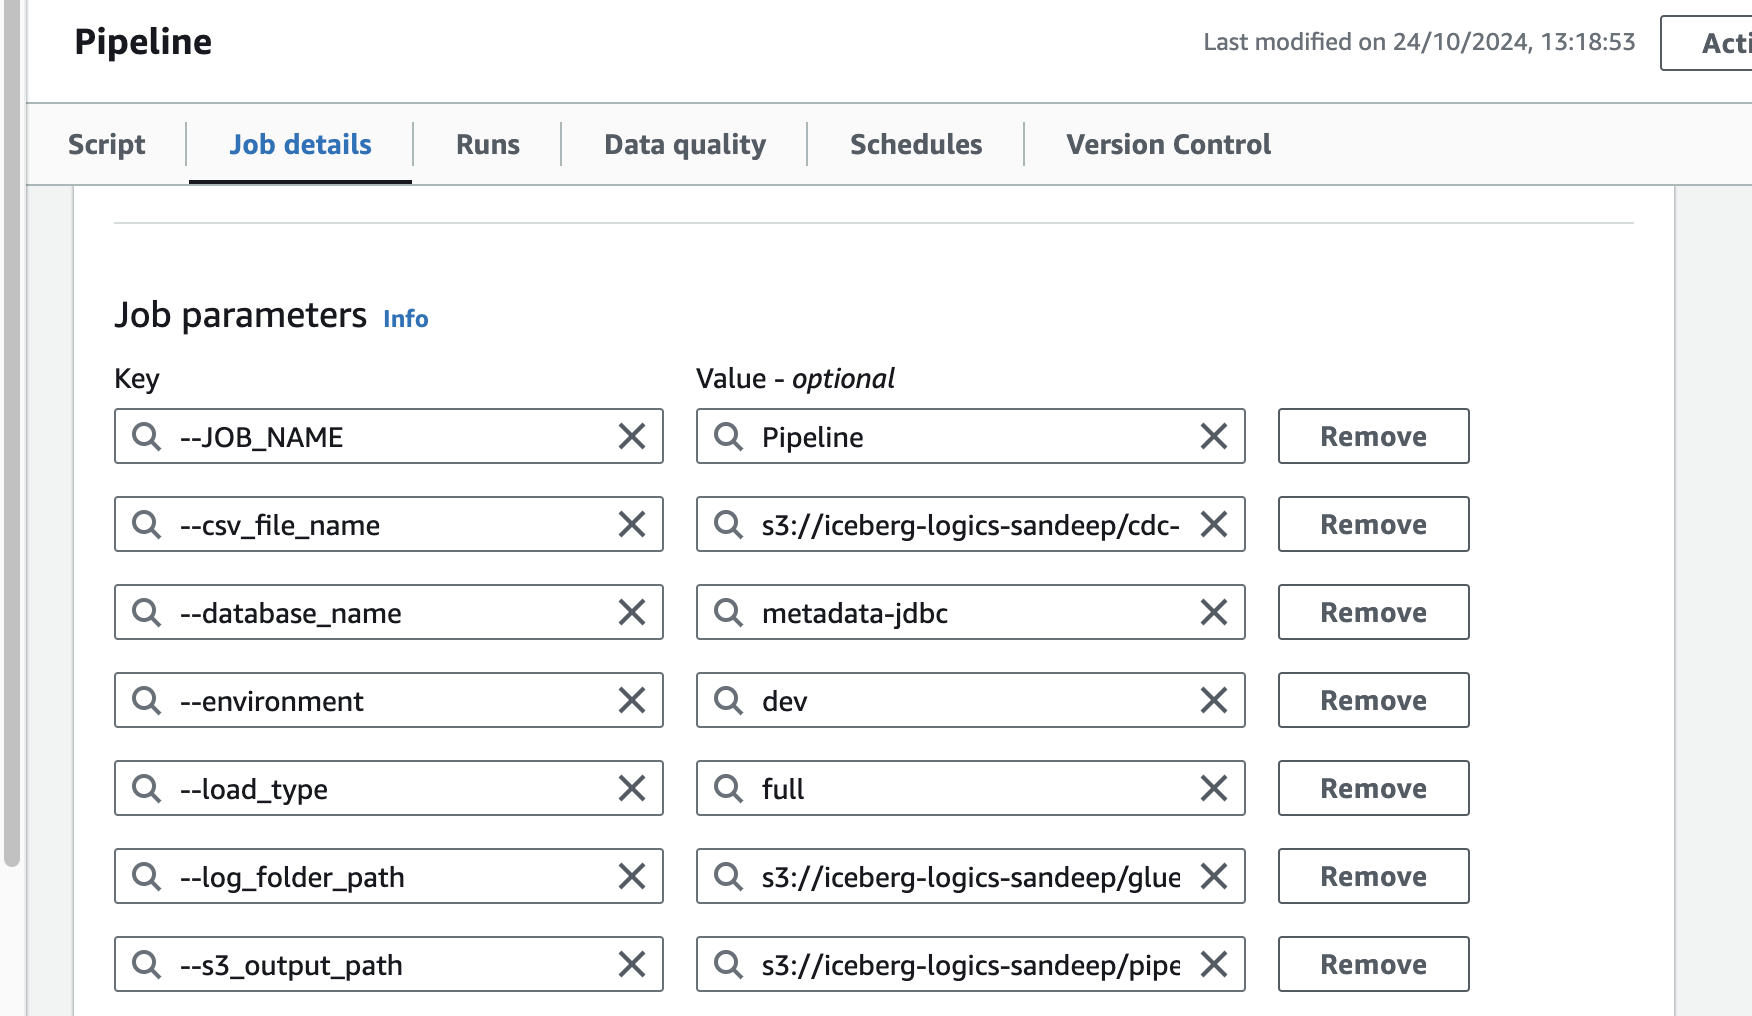 Pipeline
Last modified on 24/10/2024, 13:18:53
Acti
Script
Job details
Runs
Data quality
Schedules
Version Control
Job parameters Info
Key
Value - optional
--JOB_NAME
Pipeline
Remove
--csv_file_name
s3://iceberg-logics-sandeep/cdc-
Remove
--database_name
metadata-jdbc
Remove
--environment
dev
Remove
--load_type
full
Remove
--log_folder_path
s3://iceberg-logics-sandeep/glue
Remove
--s3_output_path
s3://iceberg-logics-sandeep/pipe
Remove